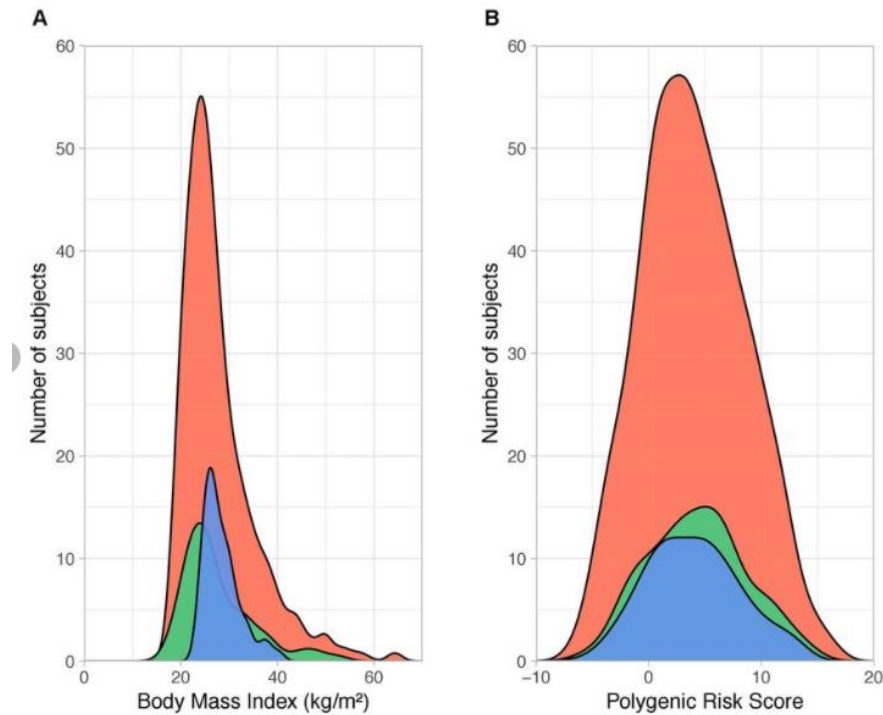 A
B
60
50
40
30
20
10
0
Number of subjects
0 20 40 60
Body Mass Index (kg/m²)
60
50
40
30
20
10
0
Number of subjects
−10 0 10 20
Polygenic Risk Score